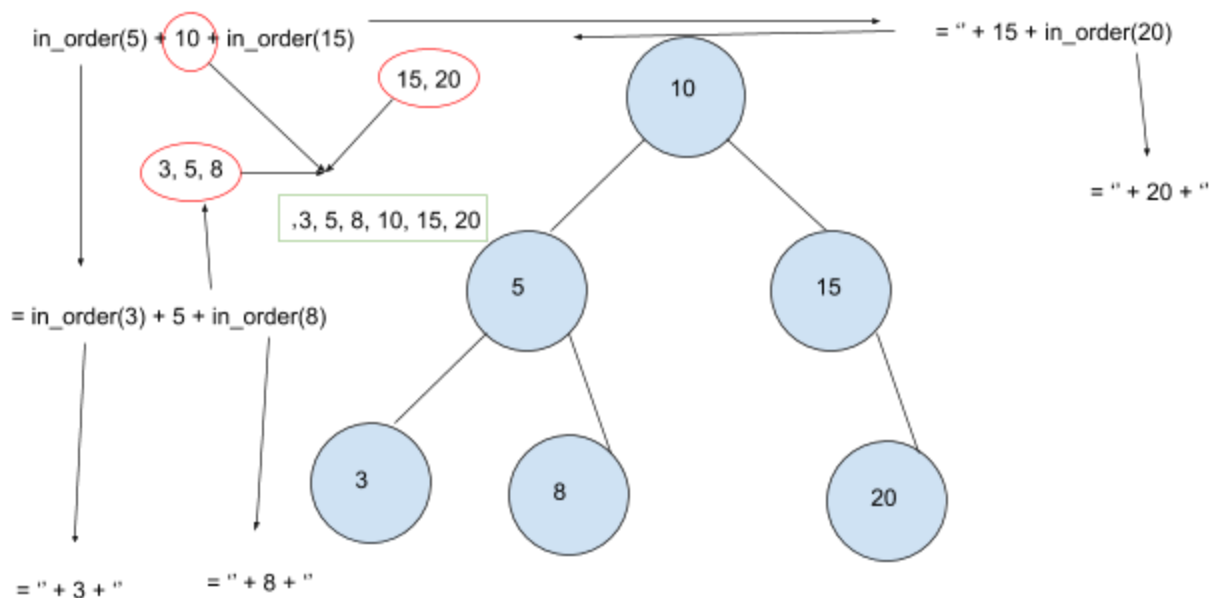 in_order(5) + 10 + in_order(15)
= ‘’ + 15 + in_order(20)
15, 20
10
3, 5, 8
= ‘’ + 20 + ‘’
,3, 5, 8, 10, 15, 20
5
15
= in_order(3) + 5 + in_order(8)
3
8
20
= ‘’ + 3 + ‘’
= ‘’ + 8 + ‘’